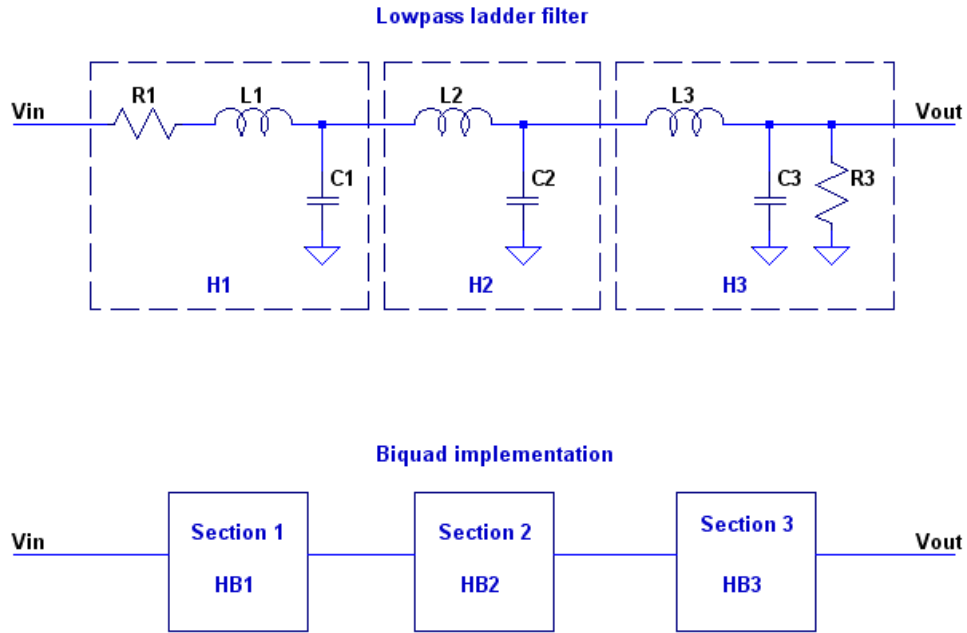 Lowpass ladder filter
Vin R1 L1 L2 L3 Vout
C1 C2 C3 R3
H1 H2 H3
Biquad implementation
Vin Section 1 Section 2 Section 3 Vout
HB1 HB2 HB3